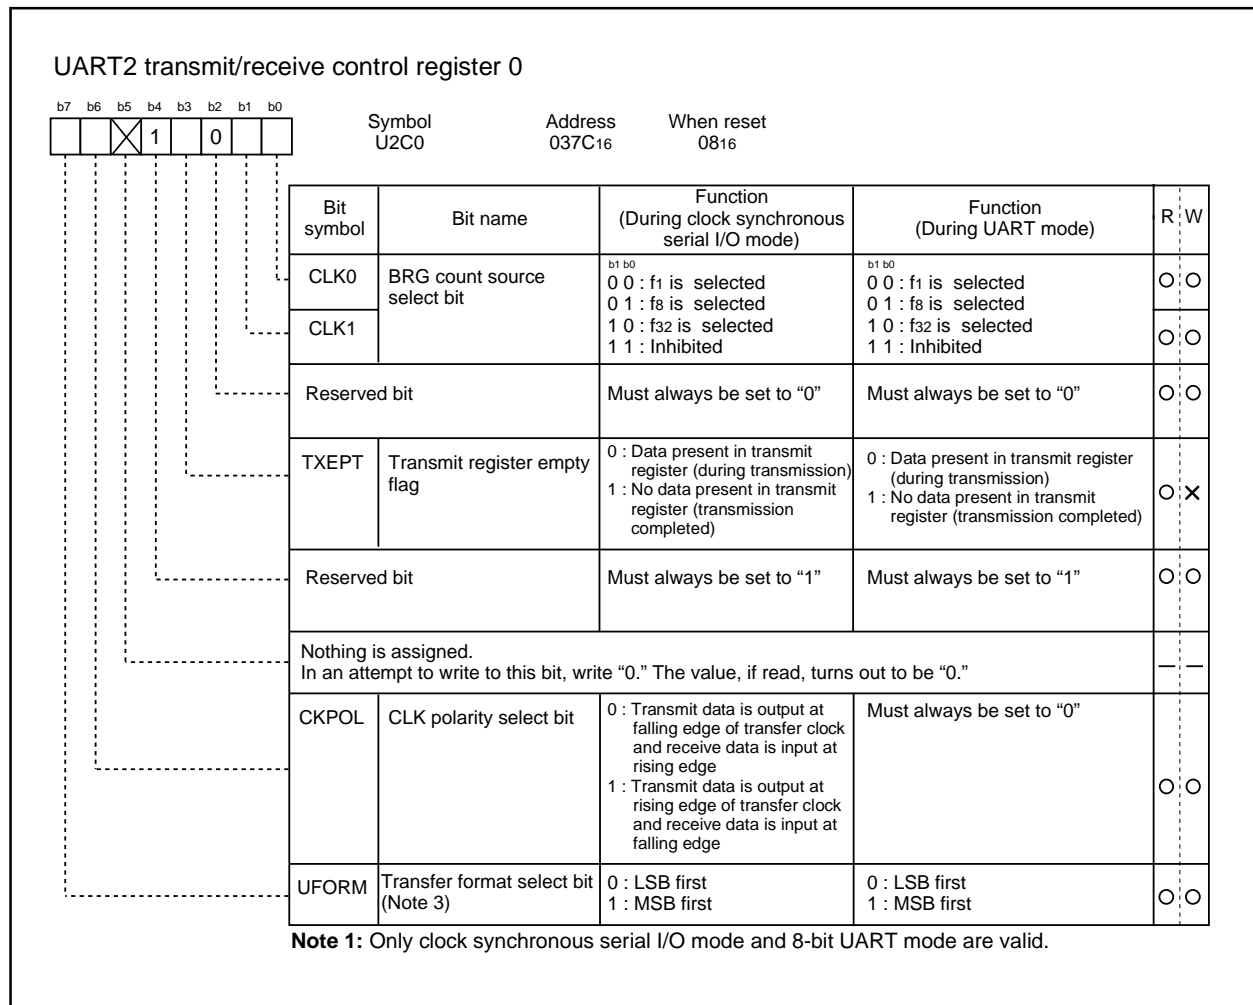 UART2 transmit/receive control register 0
b7 b6 b5 b4 b3 b2 b1 b0
1 0
Symbol Address When reset
U2C0 037C16 0816
Bit symbol
Bit name
Function
(During clock synchronous
serial I/O mode)
Function
(During UART mode)
R W
CLK0
CLK1
BRG count source
select bit
b1 b0
0 0 : f1 is selected
0 1 : f8 is selected
1 0 : f32 is selected
1 1 : Inhibited
b1 b0
0 0 : f1 is selected
0 1 : f8 is selected
1 0 : f32 is selected
1 1 : Inhibited
Reserved bit
Must always be set to “0”
Must always be set to “0”
TXEPT
Transmit register empty
flag
0 : Data present in transmit
register (during transmission)
1 : No data present in transmit
register (transmission
completed)
0 : Data present in transmit register
(during transmission)
1 : No data present in transmit
register (transmission completed)
Reserved bit
Must always be set to “1”
Must always be set to “1”
Nothing is assigned.
In an attempt to write to this bit, write “0.” The value, if read, turns out to be “0.”
CKPOL
CLK polarity select bit
0 : Transmit data is output at
falling edge of transfer clock
and receive data is input at
rising edge
1 : Transmit data is output at
rising edge of transfer clock
and receive data is input at
falling edge
Must always be set to “0”
UFORM
Transfer format select bit
(Note 3)
0 : LSB first
1 : MSB first
0 : LSB first
1 : MSB first
Note 1: Only clock synchronous serial I/O mode and 8-bit UART mode are valid.